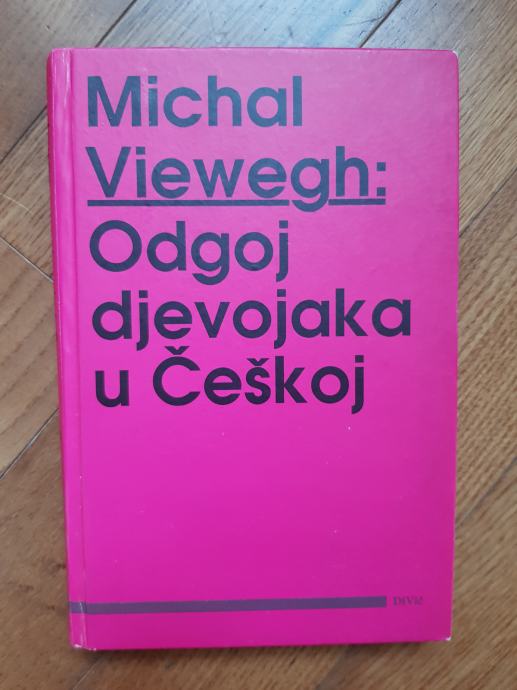 Michal
Viewegh:
Odgoj
djevojaka
u Češkoj
DiVič